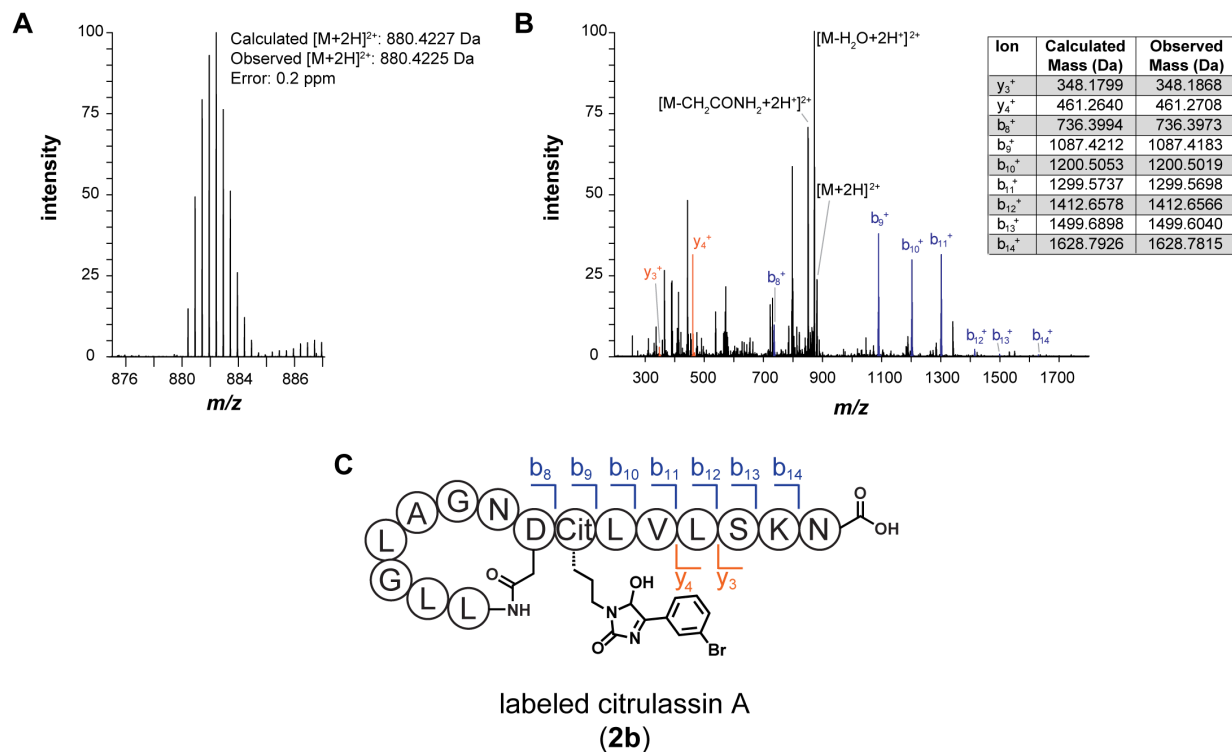 A
intensity
100
75
50
25
0
876
880
884
886
m/z
Calculated [M+2H]²⁺: 880.4227 Da
Observed [M+2H]²⁺: 880.4225 Da
Error: 0.2 ppm
B
intensity
100
75
50
25
0
300
500
700
900
1100
1300
1500
1700
m/z
[M-H₂O+2H⁺]²⁺
[M-CH₂CONH₂+2H⁺]²⁺
[M+2H]²⁺
y₃⁺
y₄⁺
b₈⁺
b₉⁺
b₁₀⁺
b₁₁⁺
b₁₂⁺
b₁₃⁺
b₁₄⁺
Ion Calculated Mass (Da) Observed Mass (Da)
y₃⁺ 348.1799 348.1868
y₄⁺ 461.2640 461.2708
b₈⁺ 736.3994 736.3973
b₉⁺ 1087.4212 1087.4183
b₁₀⁺ 1200.5053 1200.5019
b₁₁⁺ 1299.5737 1299.5698
b₁₂⁺ 1412.6578 1412.6566
b₁₃⁺ 1499.6898 1499.6040
b₁₄⁺ 1628.7926 1628.7815
C
b₈ b₉ b₁₀ b₁₁ b₁₂ b₁₃ b₁₄
L L G L A G N D Cit L V L S K N
O
OH
y₄ y₃
O
NH
OH
N
N
O
Br
labeled citrulassin A
(2b)